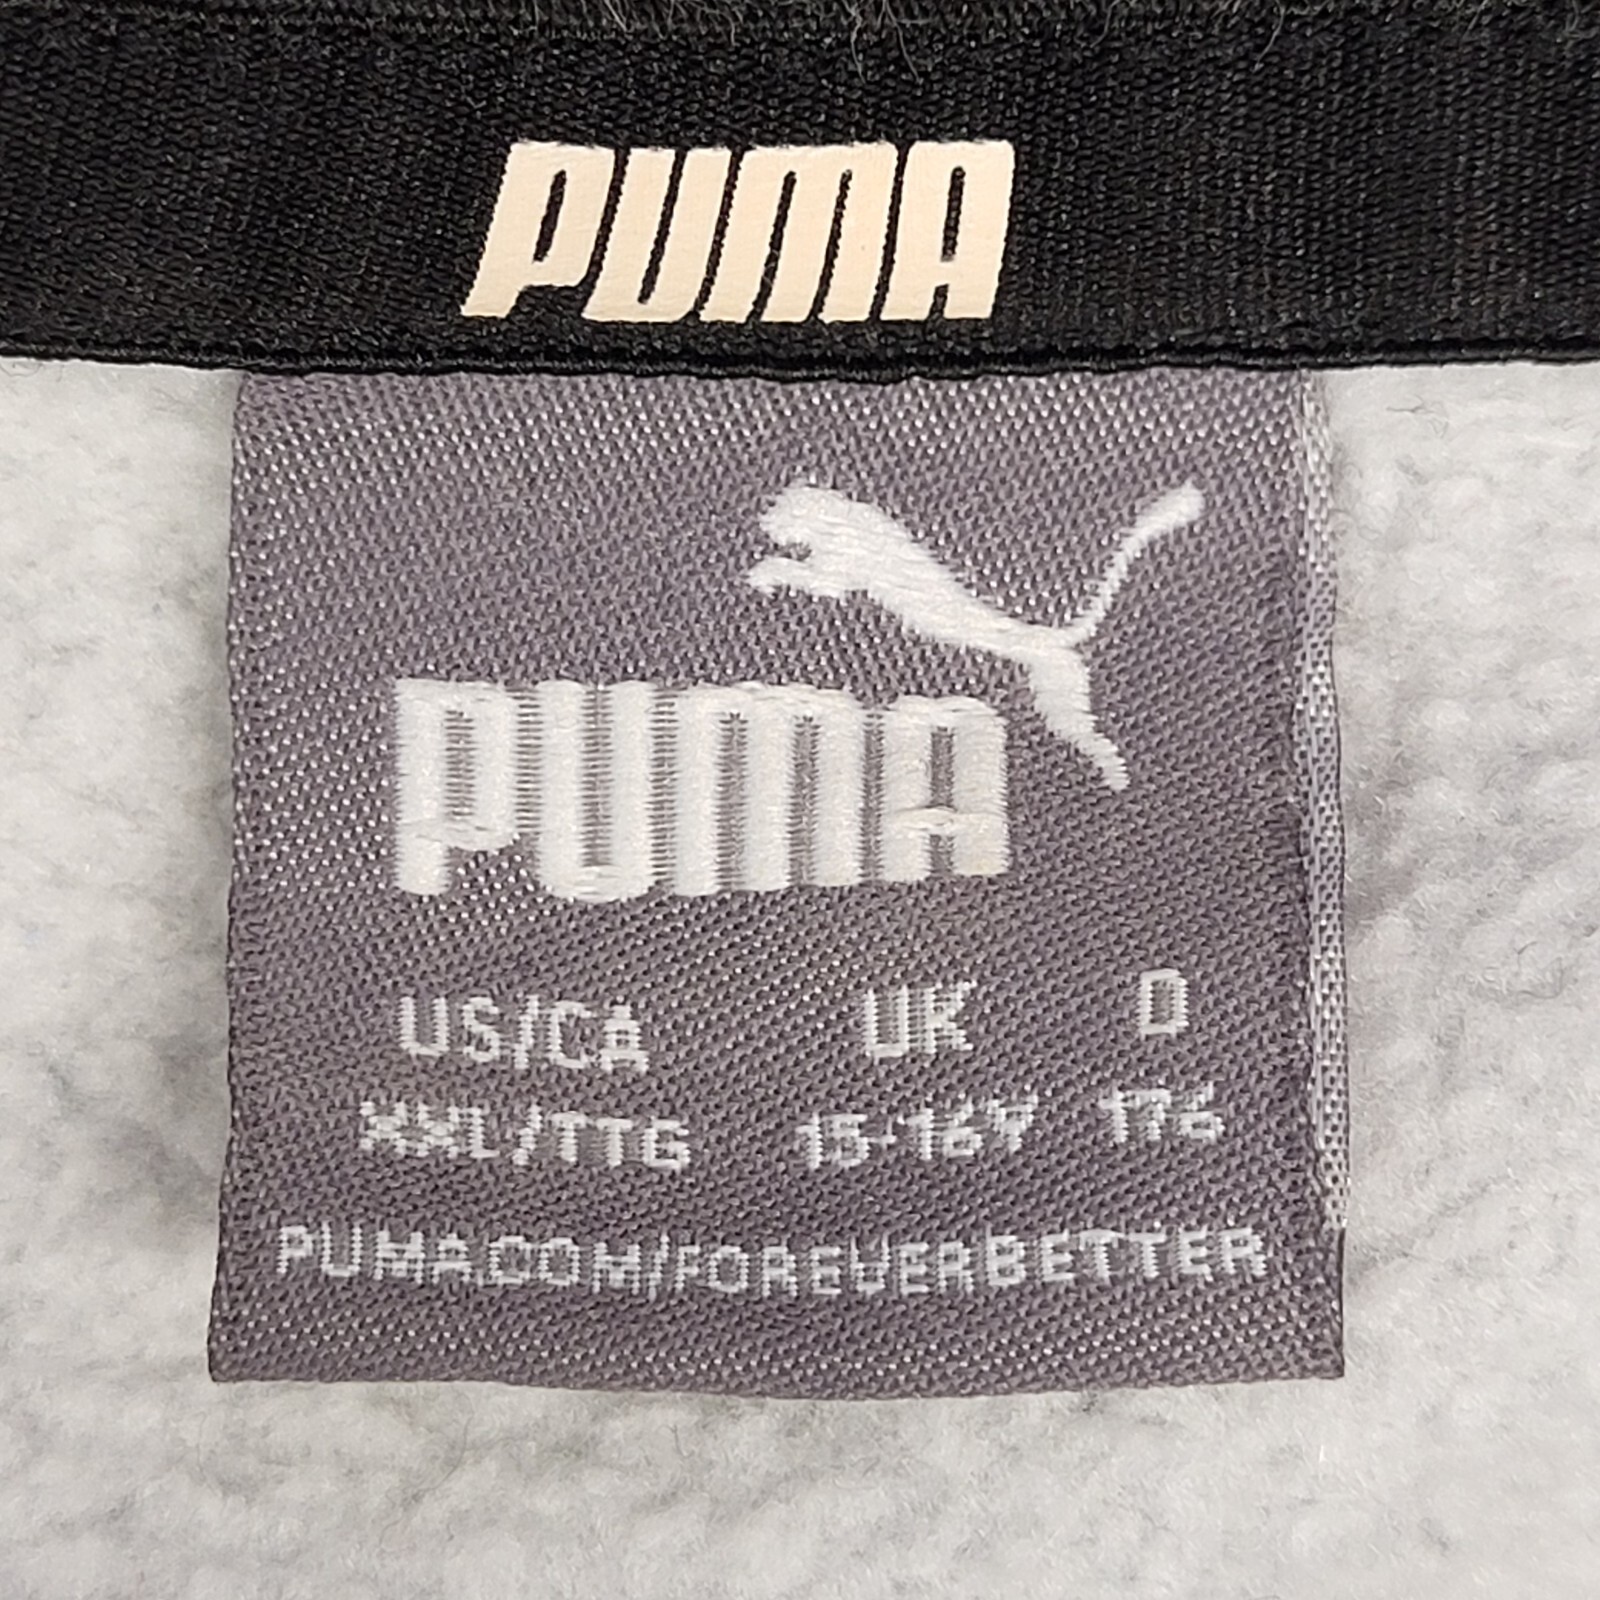 PUMA
PUMA
US/CA UK D
XXL/TTG 15-16Y 176
PUMA.COM/FOREVERBETTER